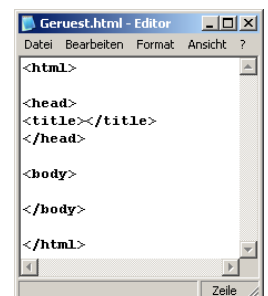 Geruest.html - Editor
Datei Bearbeiten Format Ansicht ?
<html>
<head>
<title></title>
</head>
<body>
</body>
</html>
Zeile